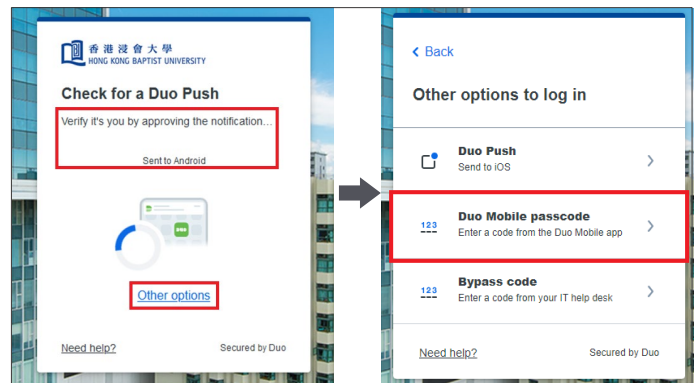 香港浸會大學
HONG KONG BAPTIST UNIVERSITY
Check for a Duo Push
Verify it's you by approving the notification...
Sent to Android
Other options
Need help?
Secured by Duo
Back
Other options to log in
Duo Push
Send to iOS
123
Duo Mobile passcode
Enter a code from the Duo Mobile app
123
Bypass code
Enter a code from your IT help desk
Need help?
Secured by Duo